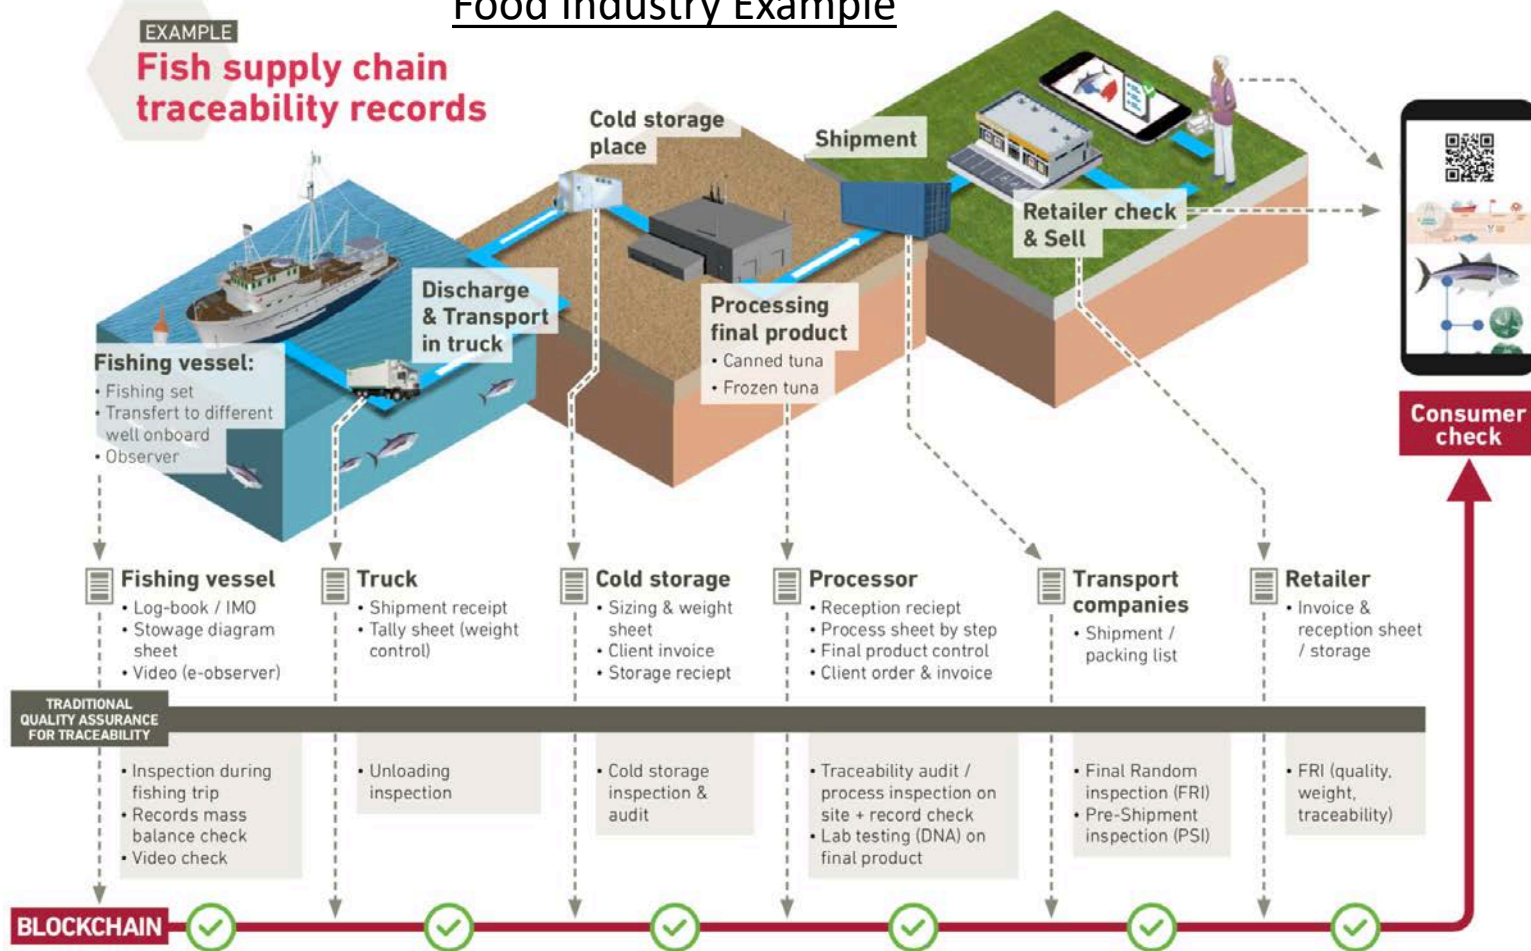 Food Industry Example
EXAMPLE
Fish supply chain
traceability records
Cold storage
place
Shipment
Retailer check
& Sell
Discharge
& Transport
in truck
Processing
final product
• Canned tuna
• Frozen tuna
Fishing vessel:
• Fishing set
• Transfert to different
well onboard
• Observer
Consumer
check
Fishing vessel
• Log-book / IMO
• Stowage diagram
sheet
• Video (e-observer)
Truck
• Shipment receipt
• Tally sheet (weight
control)
Cold storage
• Sizing & weight
sheet
• Client invoice
• Storage reciept
Processor
• Reception reciept
• Process sheet by step
• Final product control
• Client order & invoice
Transport
companies
• Shipment /
packing list
Retailer
• Invoice &
reception sheet
/ storage
TRADITIONAL
QUALITY ASSURANCE
FOR TRACEABILITY
• Inspection during
fishing trip
• Records mass
balance check
• Video check
• Unloading
inspection
• Cold storage
inspection &
audit
• Traceability audit /
process inspection on
site + record check
• Lab testing (DNA) on
final product
• Final Random
inspection (FRI)
• Pre-Shipment
inspection (PSI)
• FRI (quality,
weight,
traceability)
BLOCKCHAIN